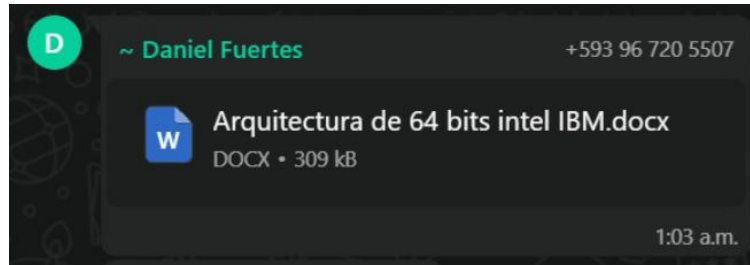 D
~ Daniel Fuertes +593 96 720 5507
W
Arquitectura de 64 bits intel IBM.docx
DOCX • 309 kB
1:03 a.m.